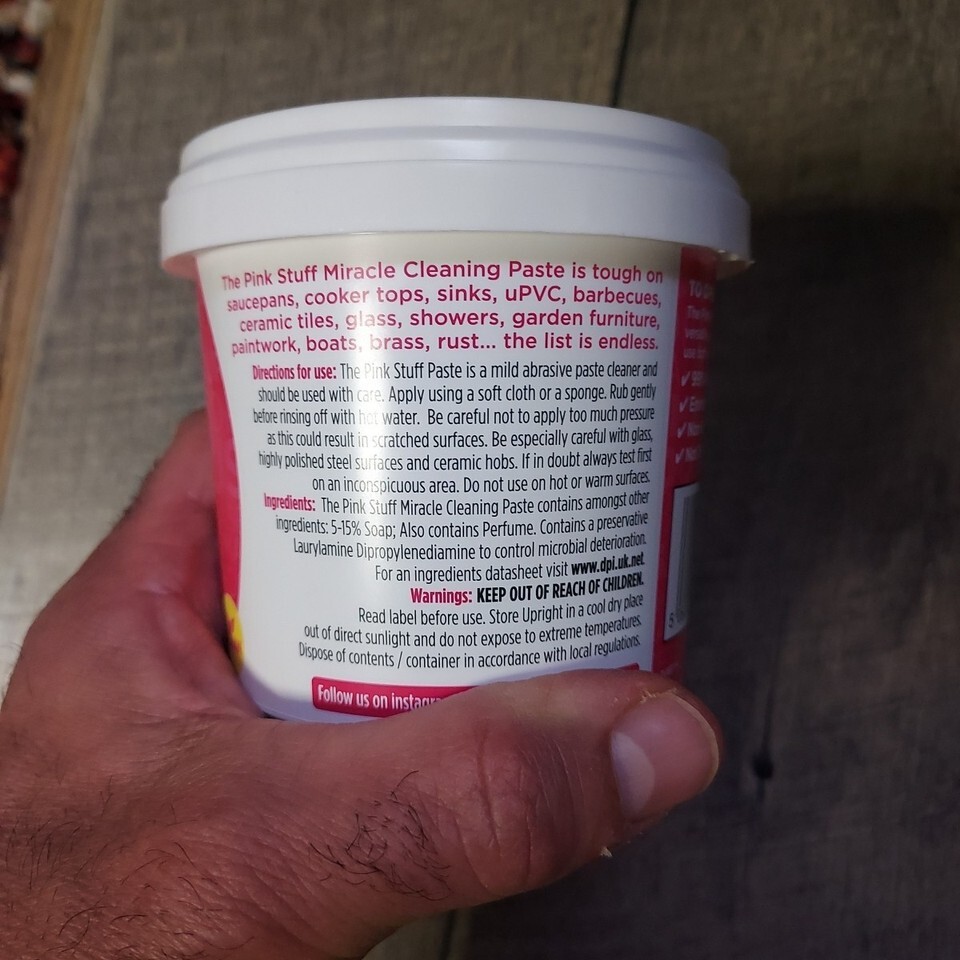 The Pink Stuff Miracle Cleaning Paste is tough on
saucepans, cooker tops, sinks, uPVC, barbecues,
ceramic tiles, glass, showers, garden furniture,
paintwork, boats, brass, rust... the list is endless.
Directions for use: The Pink Stuff Paste is a mild abrasive paste cleaner and
should be used with care. Apply using a soft cloth or a sponge. Rub gently
before rinsing off with hot water. Be careful not to apply too much pressure
as this could result in scratched surfaces. Be especially careful with glass,
highly polished steel surfaces and ceramic hobs. If in doubt always test first
on an inconspicuous area. Do not use on hot or warm surfaces.
Ingredients: The Pink Stuff Miracle Cleaning Paste contains amongst other
ingredients: 5-15% Soap; Also contains Perfume. Contains a preservative
Laurylamine Dipropylenediamine to control microbial deterioration.
For an ingredients datasheet visit www.dpi.uk.net
Warnings: KEEP OUT OF REACH OF CHILDREN.
Read label before use. Store Upright in a cool dry place
out of direct sunlight and do not expose to extreme temperatures.
Dispose of contents / container in accordance with local regulations.
Follow us on